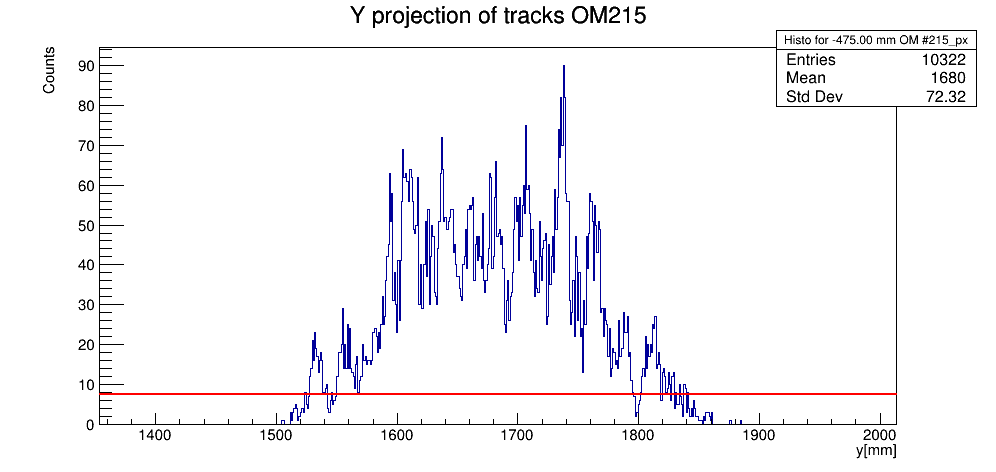 Y projection of tracks OM215
Histo for -475.00 mm OM #215_px
Entries 10322
Mean 1680
Std Dev 72.32
Counts
90
80
70
60
50
40
30
20
10
0
1400 1500 1600 1700 1800 1900 2000
y[mm]